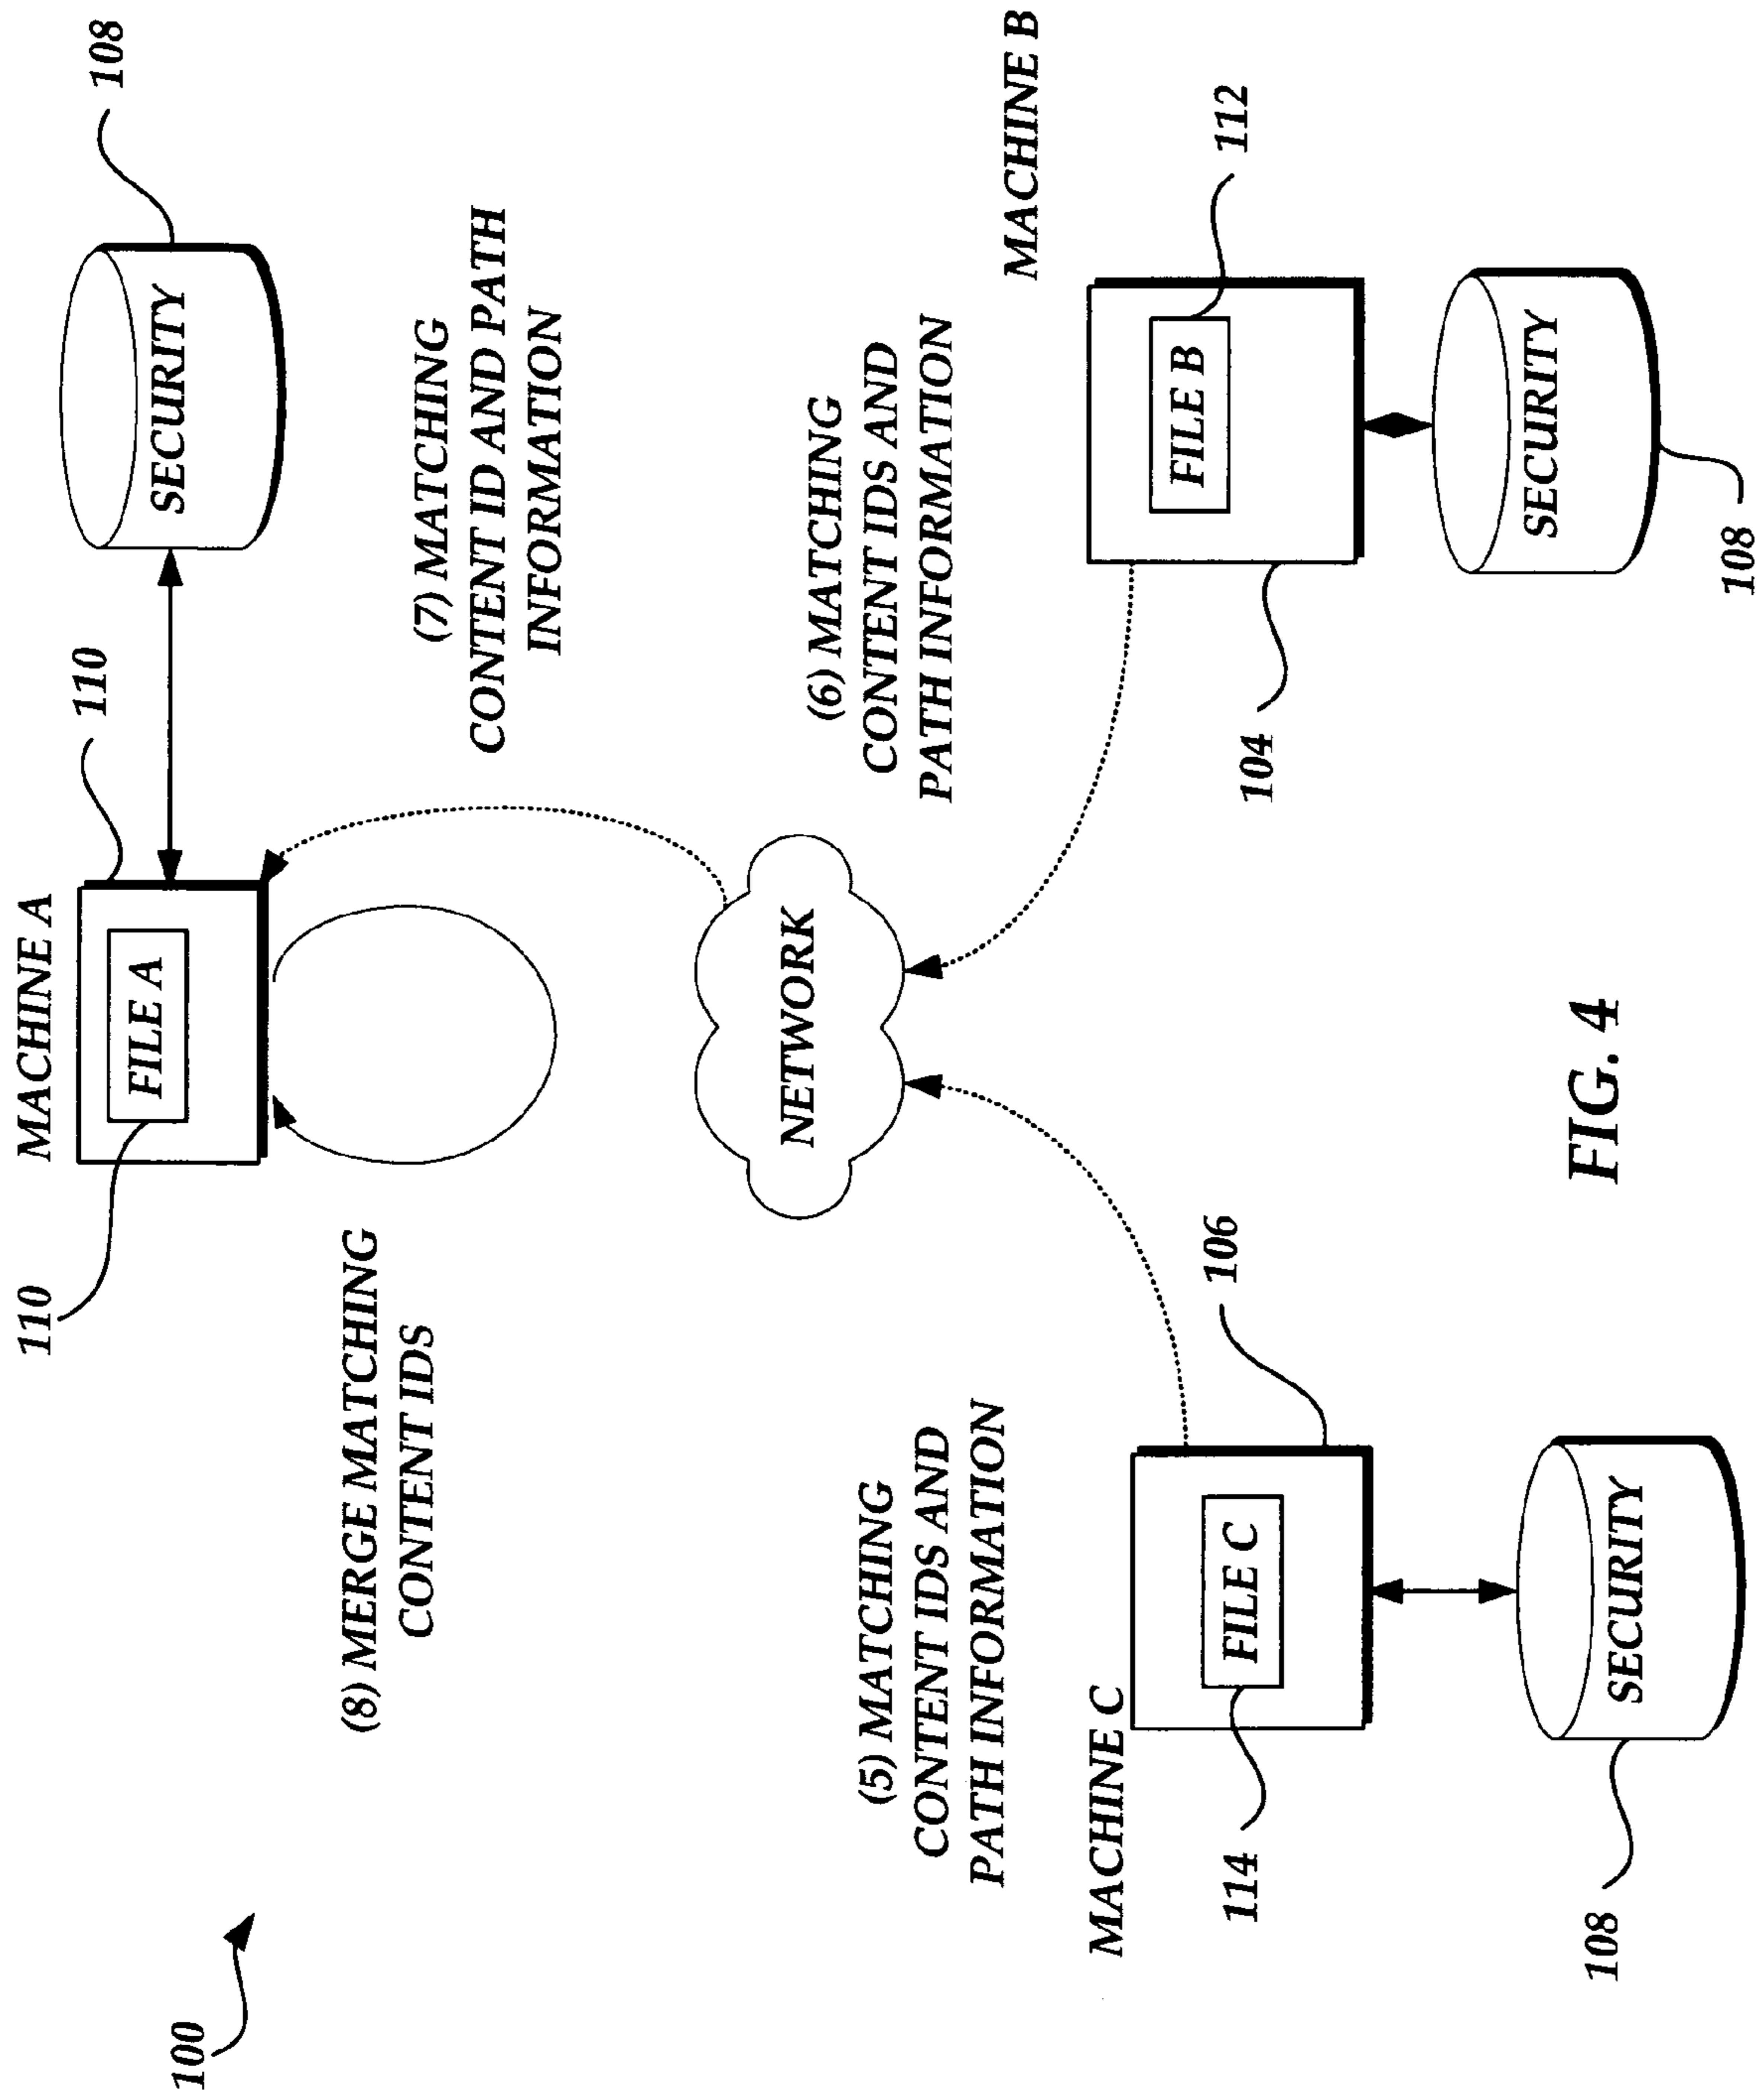 100
110
MACHINE A
110
108
FILE A
SECURITY
(8) MERGE MATCHING
CONTENT IDS
(7) MATCHING
CONTENT ID AND PATH
INFORMATION
NETWORK
(5) MATCHING
CONTENT IDS AND
PATH INFORMATION
(6) MATCHING
CONTENT IDS AND
PATH INFORMATION
MACHINE C
106
MACHINE B
114
FILE C
104
FILE B
112
108
SECURITY
SECURITY
108
FIG. 4